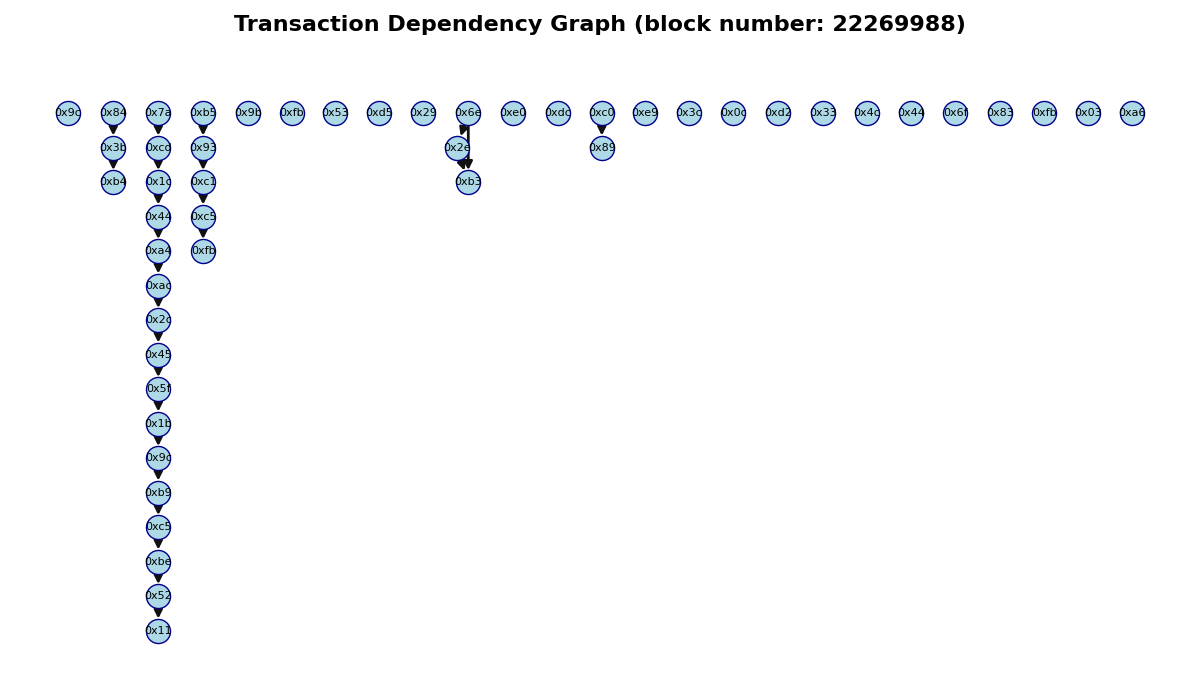 Transaction Dependency Graph (block number: 22269988)
0x9c 0x84 0x7a 0xb5 0x9b 0xfb 0x53 0xd5 0x29 0x6e 0xe0 0xdc 0xc0 0xe9 0x3c 0x0c 0xd2 0x33 0x4c 0x44 0x6f 0x83 0xfb 0x03 0xa6
0x3b 0xcd 0x93 0x2e 0x89
0xb4 0x1c 0xc1 0xb3
0x44 0xc5
0xa4 0xfb
0xac
0x2c
0x45
0x5f
0x1b
0x9c
0xb9
0xc5
0xbe
0x52
0x11